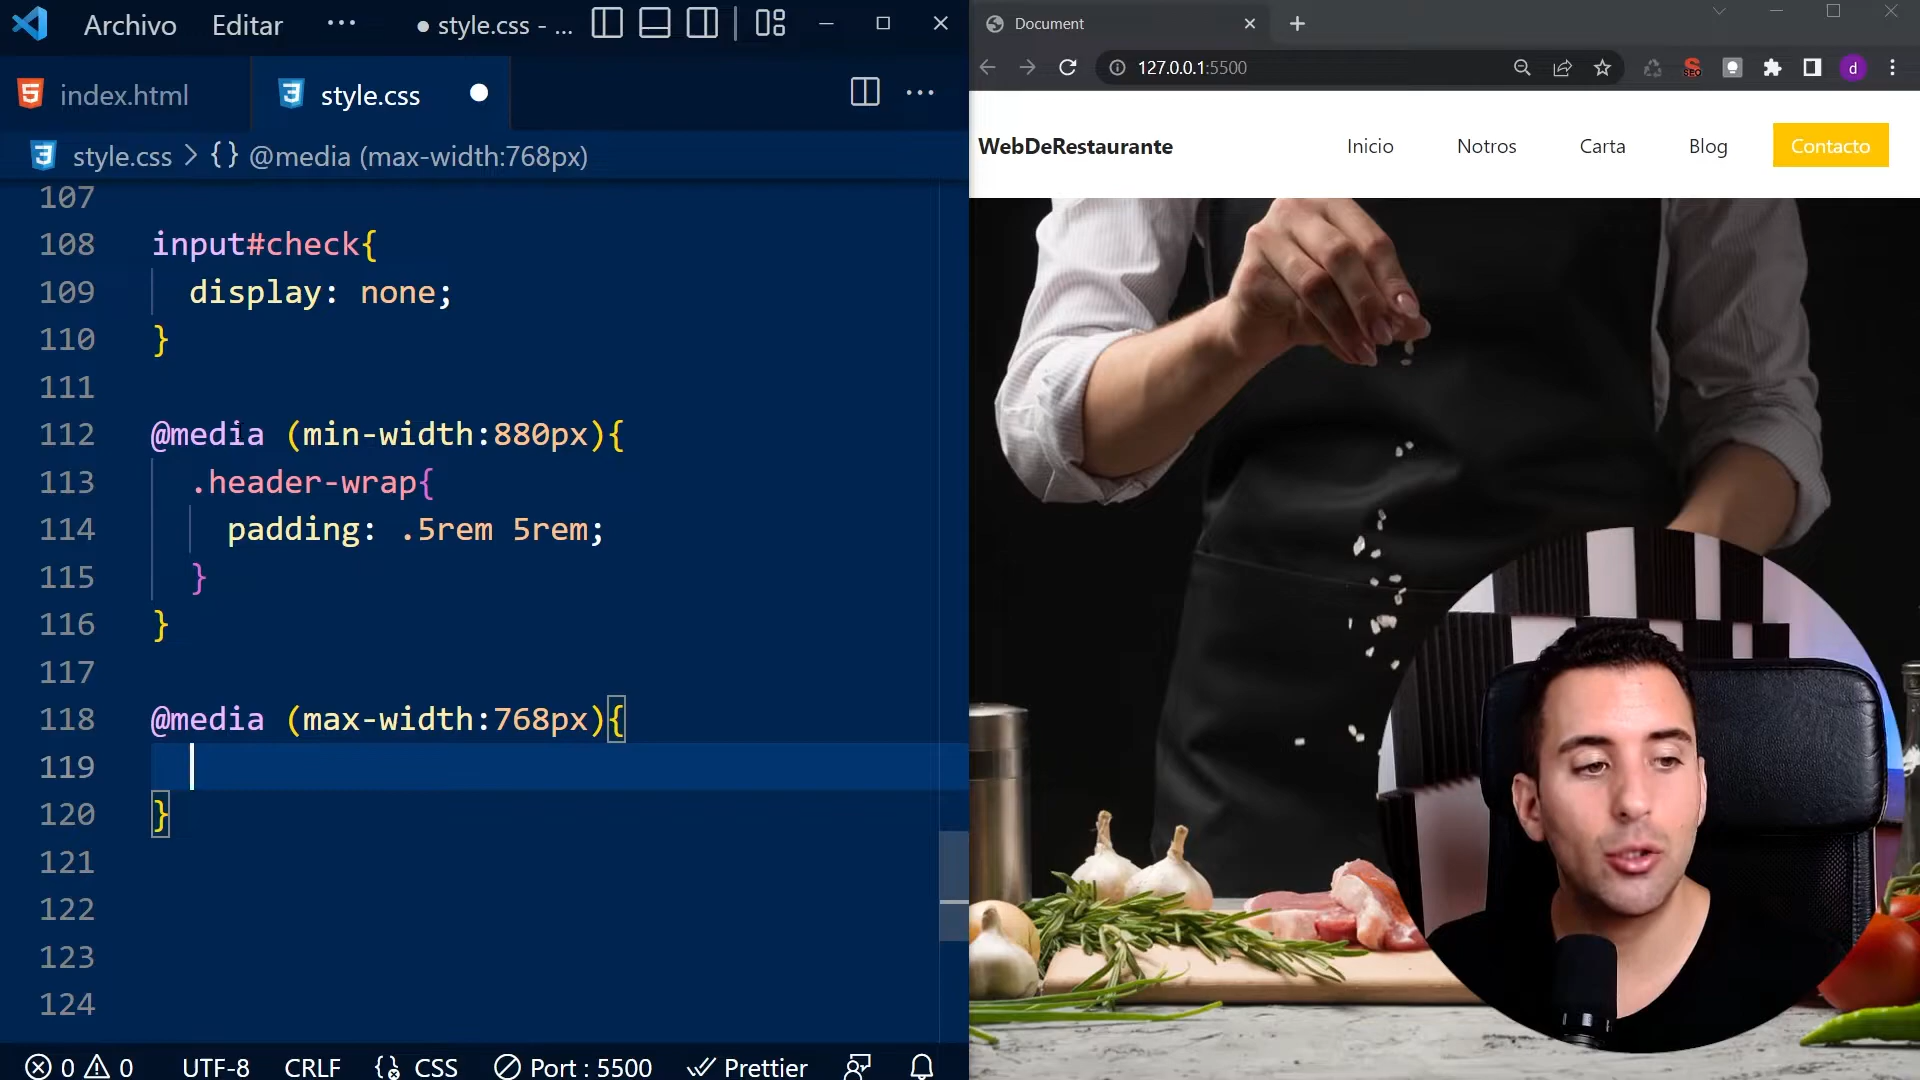 Archivo Editar ··· ● style.css - ...
index.html style.css
style.css > {} @media (max-width:768px)
107
108 input#check{
109 display: none;
110 }
111
112 @media (min-width:880px){
113 .header-wrap{
114 padding: .5rem 5rem;
115 }
116 }
117
118 @media (max-width:768px){
119
120 }
121
122
123
124
0 0 UTF-8 CRLF CSS Port : 5500 Prettier
Document
127.0.0.1:5500
SEO
d
WebDeRestaurante Inicio Notros Carta Blog Contacto